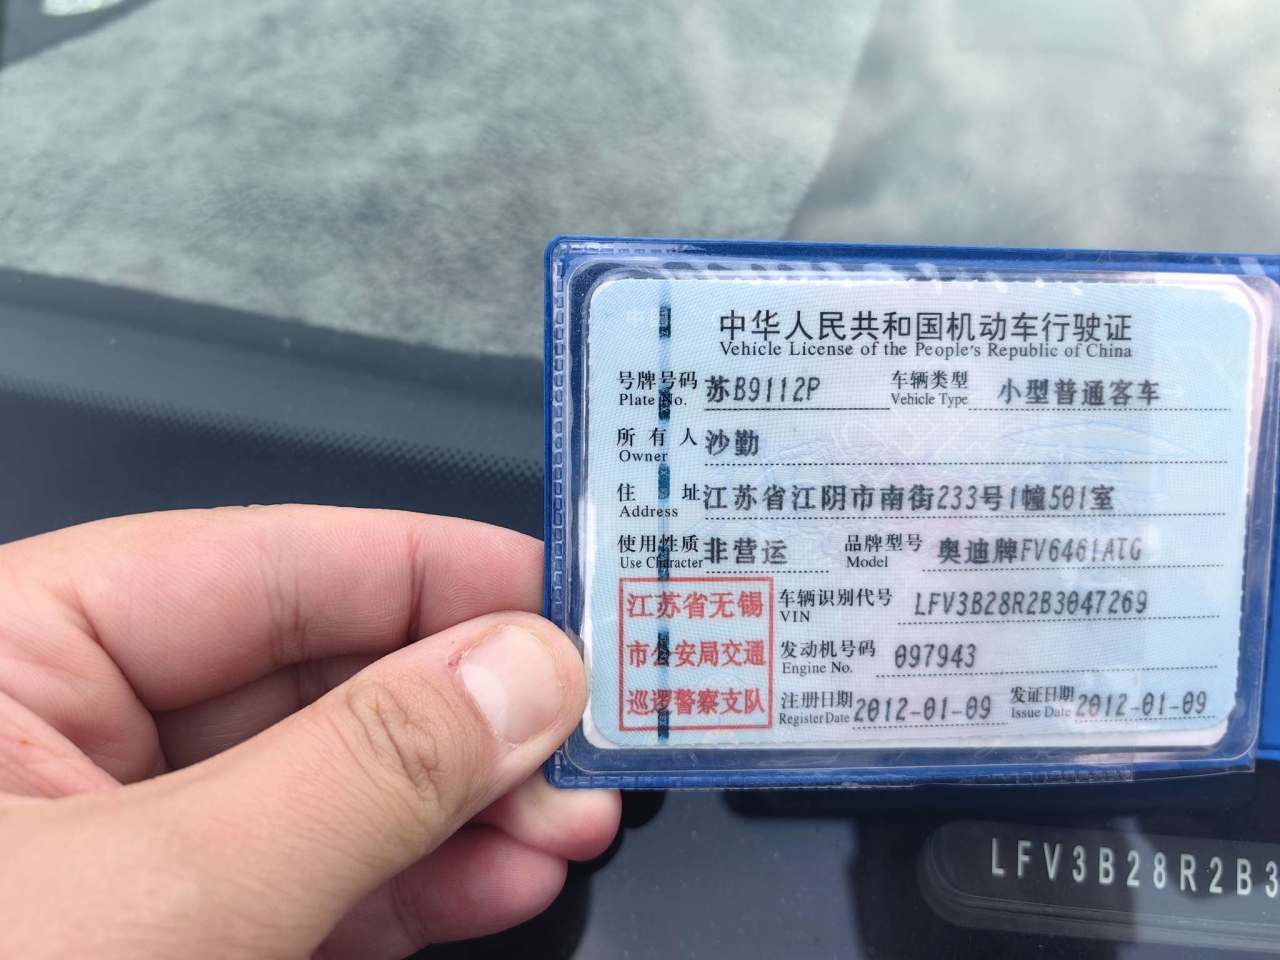 中华人民共和国机动车行驶证
Vehicle License of the People's Republic of China
号牌号码 苏B9112P 车辆类型 小型普通客车
Plate No. Vehicle Type
所有人 沙勤
Owner
住址 江苏省江阴市南街233号1幢501室
Address
使用性质 非营运 品牌型号 奥迪牌FV6461ATG
Use Character Model
江苏省无锡
市公安局交通
巡逻警察支队
车辆识别代号 LFV3B28R2B3047269
VIN
发动机号码 097943
Engine No.
注册日期 2012-01-09 发证日期 2012-01-09
Register Date Issue Date
LFV3B28R2B3